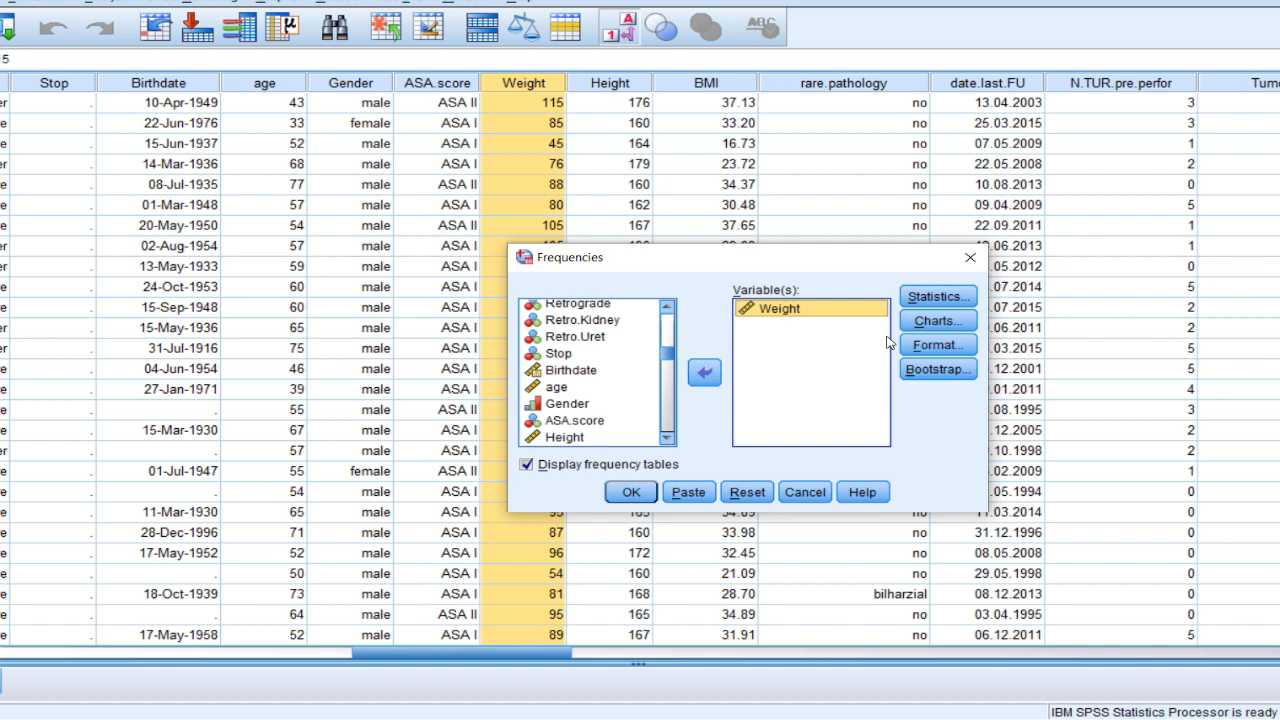 A
1
ABC
5
Stop Birthdate age Gender ASA.score Weight Height BMI rare.pathology date.last.FU N.TUR.pre.perfor Tumo
er . 10-Apr-1949 43 male ASA II 115 176 37.13 no 13.04.2003 3
e . 22-Jun-1976 33 female ASA I 85 160 33.20 no 25.03.2015 3
e . 15-Jun-1937 52 male ASA I 45 164 16.73 no 07.05.2009 1
e . 14-Mar-1936 68 male ASA I 76 179 23.72 no 22.05.2008 2
e . 08-Jul-1935 77 male ASA II 88 160 34.37 no 10.08.2013 0
e . 01-Mar-1948 57 male ASA I 80 162 30.48 no 09.04.2009 5
e . 20-May-1950 54 male ASA II 105 167 37.65 no 22.09.2011 1
er . 02-Aug-1954 57 male ASA I .06.2013 1
er . 13-May-1933 59 male ASA I .05.2012 0
e . 24-Oct-1953 60 male ASA I .07.2014 5
e . 15-Sep-1948 60 male ASA I .07.2015 2
e . 15-May-1936 65 male ASA I .06.2011 2
er . 31-Jul-1916 75 male ASA I .03.2015 5
e . 04-Jun-1954 46 male ASA I .12.2001 5
e . 27-Jan-1971 39 male ASA I .01.2011 4
e . . 55 male ASA II .08.1995 3
e . 15-Mar-1930 67 male ASA I .12.2005 2
e . . 57 male ASA I .10.1998 2
e . 01-Jul-1947 55 female ASA II .02.2009 1
e . . 54 male ASA I .05.1994 0
e . 11-Mar-1930 65 male ASA I 95 165 34.89 no 11.03.2014 0
e . 28-Dec-1996 71 male ASA I 87 160 33.98 no 31.12.1996 0
e . 17-May-1952 52 male ASA I 96 172 32.45 no 08.05.2008 0
e . . 50 male ASA I 54 160 21.09 no 29.05.1998 0
e . 18-Oct-1939 73 male ASA I 81 168 28.70 bilharzial 08.12.2013 0
e . . 64 male ASA II 95 165 34.89 no 03.04.1995 0
e . 17-May-1958 52 male ASA I 89 167 31.91 no 06.12.2011 5
Frequencies
Variable(s):
Retrograde
Retro.Kidney
Retro.Uret
Stop
Birthdate
age
Gender
ASA.score
Height
Weight
Statistics...
Charts...
Format...
Bootstrap...
Display frequency tables
OK Paste Reset Cancel Help
IBM SPSS Statistics Processor is ready